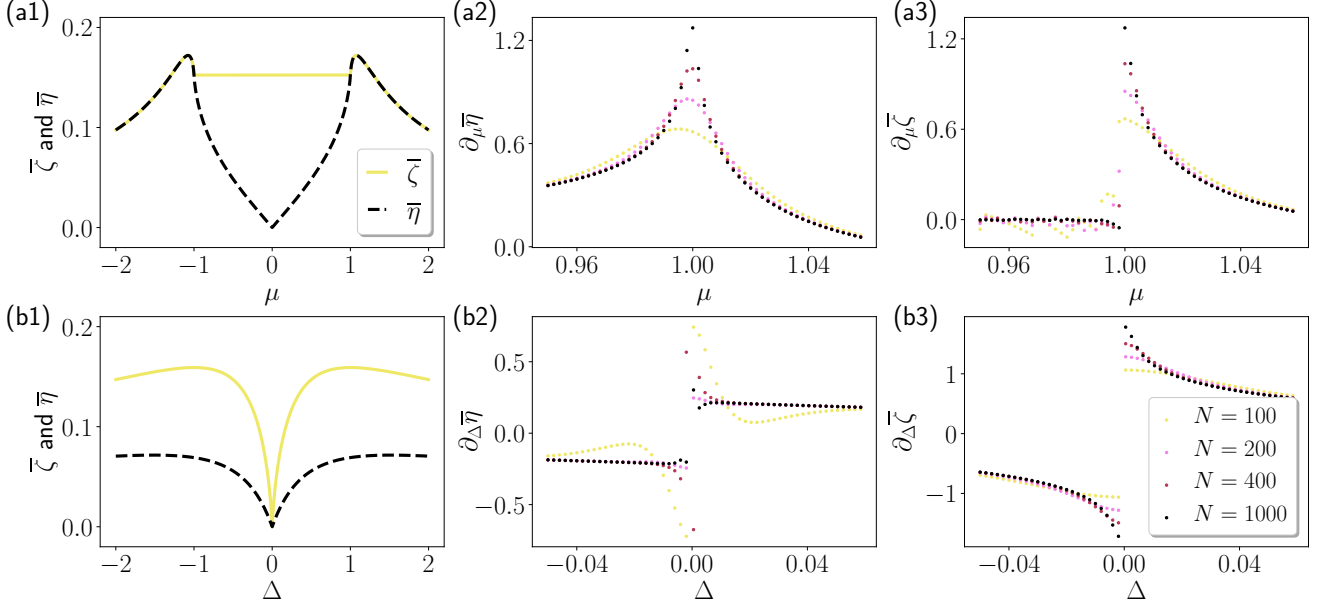 (a1)
0.2
0.1
0.0
ζ̅ and η̅
−2
−1
0
1
2
μ
ζ̅
η̅
(a2)
1.2
0.6
0.0
∂μη̅
0.96
1.00
1.04
μ
(a3)
1.2
0.6
0.0
∂μζ̅
0.96
1.00
1.04
μ
(b1)
0.2
0.1
0.0
ζ̅ and η̅
−2
−1
0
1
2
Δ
(b2)
0.5
0.0
−0.5
∂Δη̅
−0.04
0.00
0.04
Δ
(b3)
1
0
−1
∂Δζ̅
−0.04
0.00
0.04
Δ
N = 100
N = 200
N = 400
N = 1000